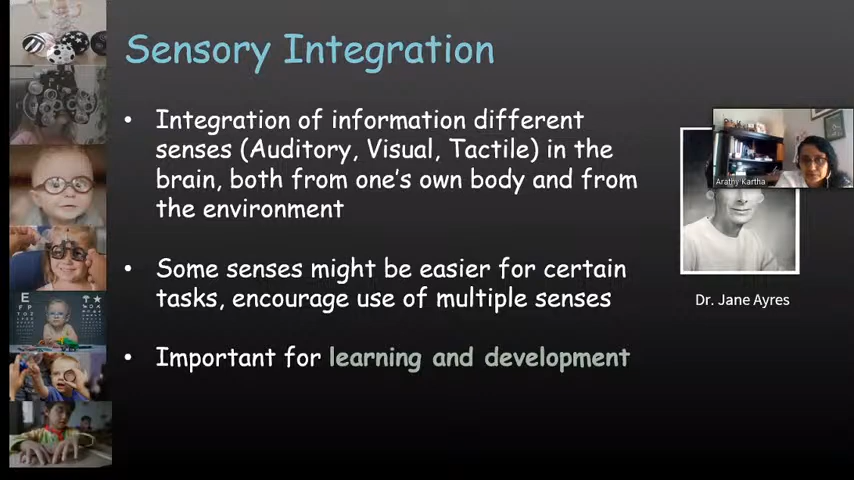 Sensory Integration
• Integration of information different
senses (Auditory, Visual, Tactile) in the
brain, both from one's own body and from
the environment
• Some senses might be easier for certain
tasks, encourage use of multiple senses
• Important for learning and development
Arathy Kartha
Dr. Jane Ayres